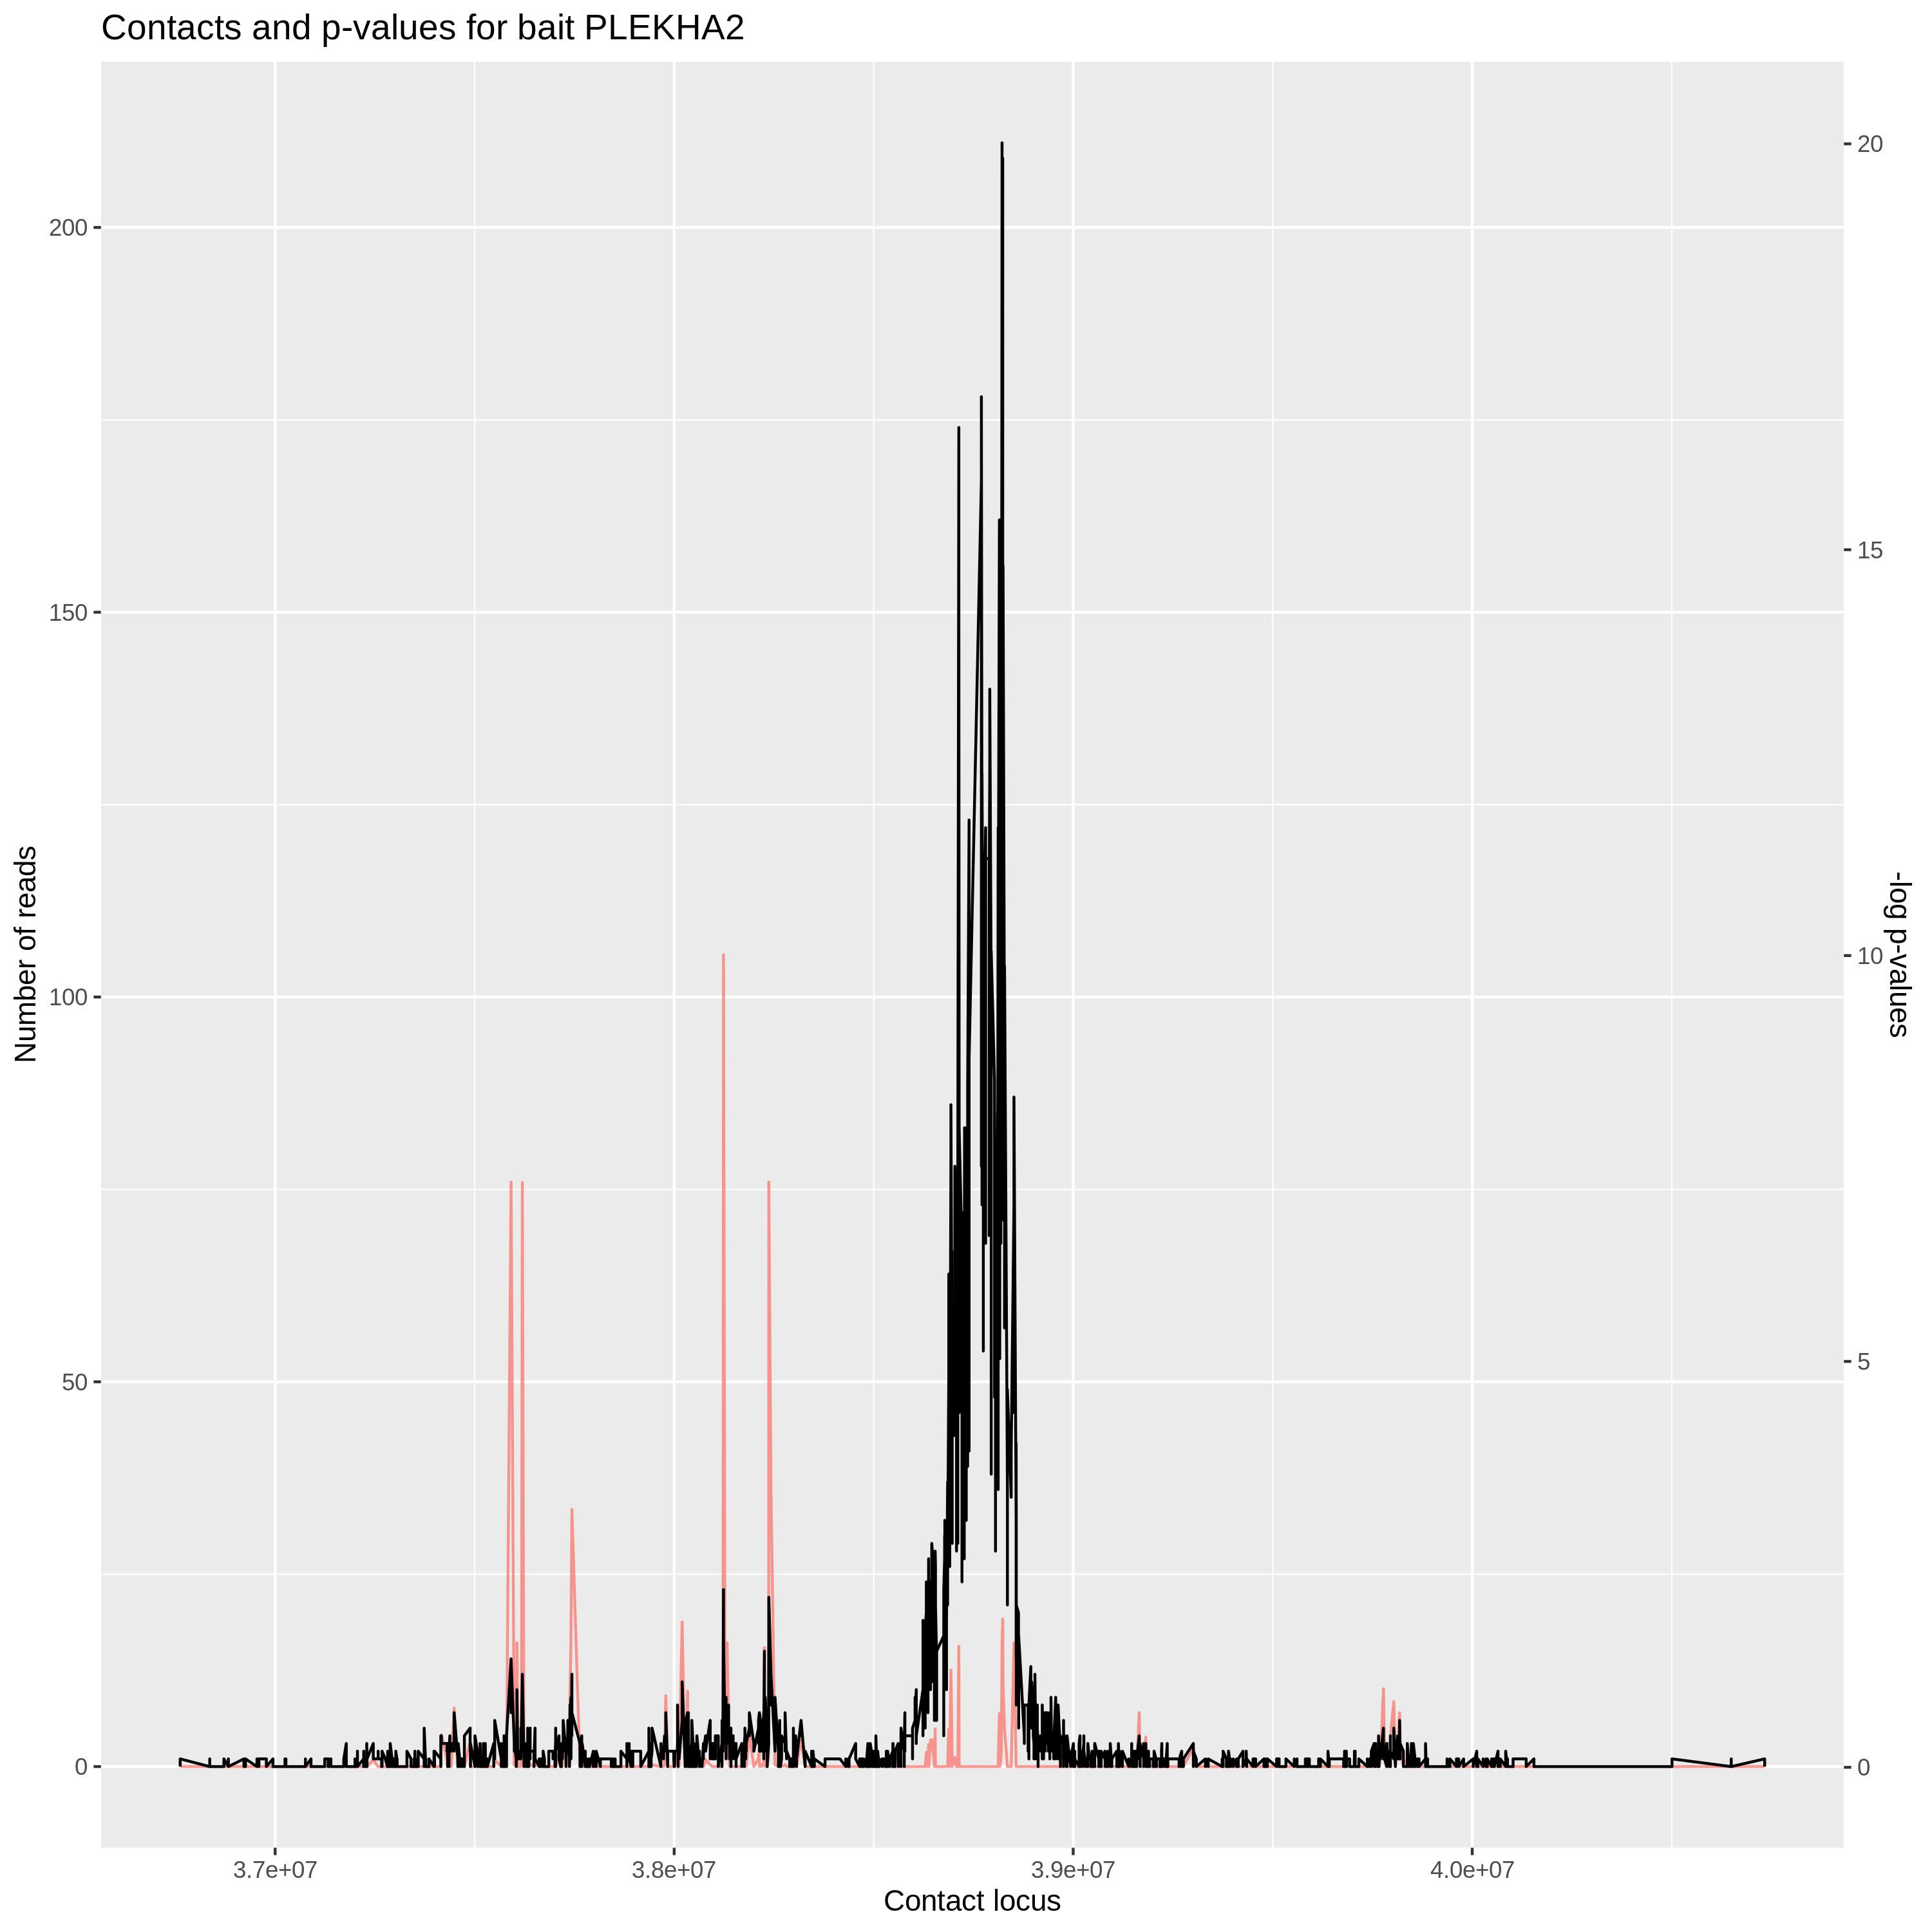 Contacts and p-values for bait PLEKHA2
200
150
100
50
0
Number of reads
20
15
10
5
0
-log p-values
3.7e+07
3.8e+07
3.9e+07
4.0e+07
Contact locus